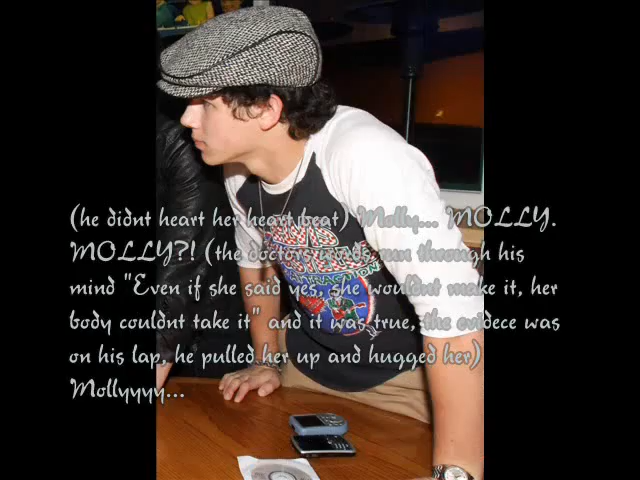 (he didnt heart her heart beat) Molly... MOLLY.
MOLLY?! (the doctors words run through his
mind "Even if she said yes, she wouldnt make it, her
body couldnt take it" and it was true, the evidece was
on his lap, he pulled her up and hugged her)
Mollyyyy...